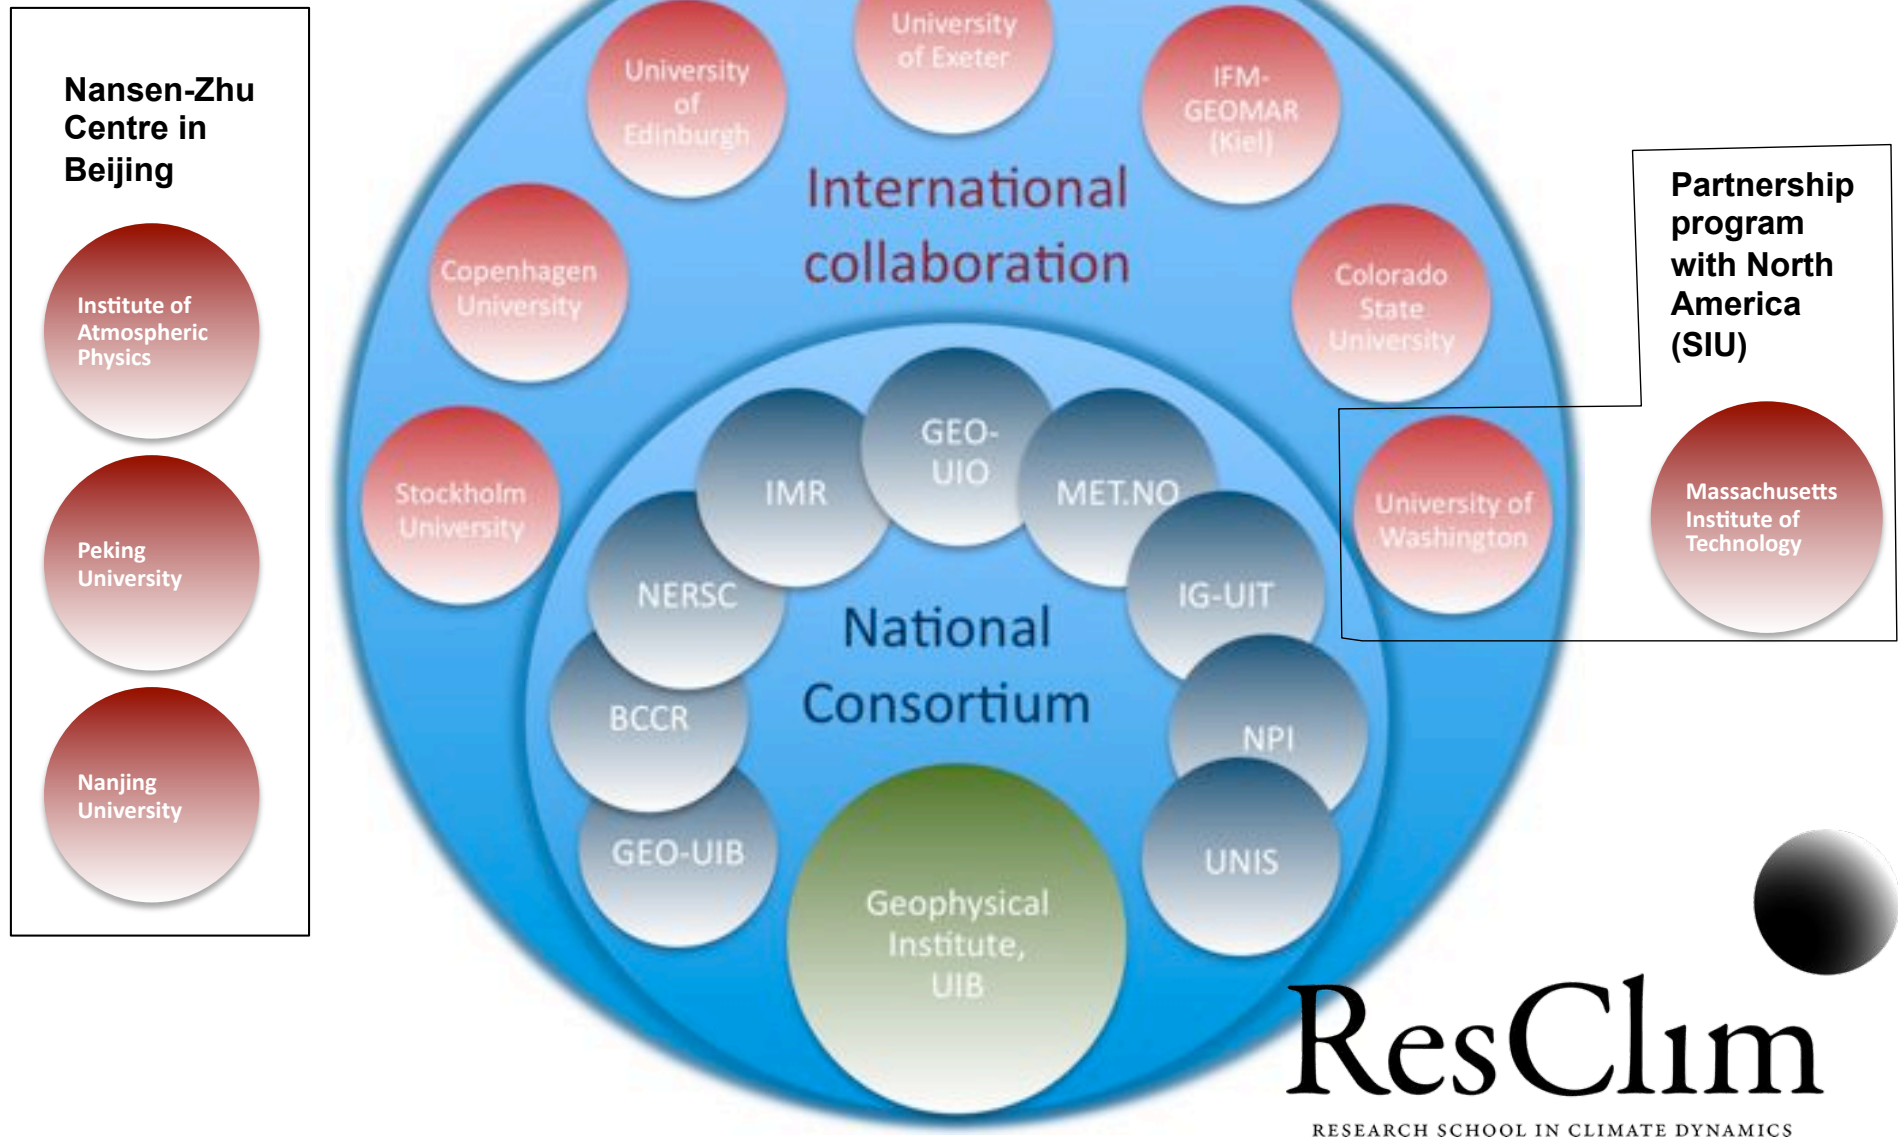 Nansen-Zhu
Centre in
Beijing
Institute of
Atmospheric
Physics
Peking
University
Nanjing
University
University
of Exeter
University
of
Edinburgh
IFM-
GEOMAR
(Kiel)
International
collaboration
Copenhagen
University
Colorado
State
University
Stockholm
University
University of
Washington
GEO-
UIO
IMR
MET.NO
NERSC
IG-UIT
National
Consortium
BCCR
NPI
GEO-UIB
UNIS
Geophysical
Institute,
UIB
Partnership
program
with North
America
(SIU)
Massachusetts
Institute of
Technology
ResClim
RESEARCH SCHOOL IN CLIMATE DYNAMICS